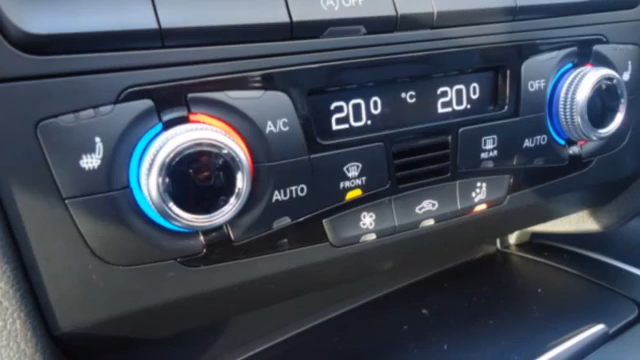 (A) OFF
20.0 °C 20.0
OFF
A/C
AUTO
FRONT
REAR
AUTO